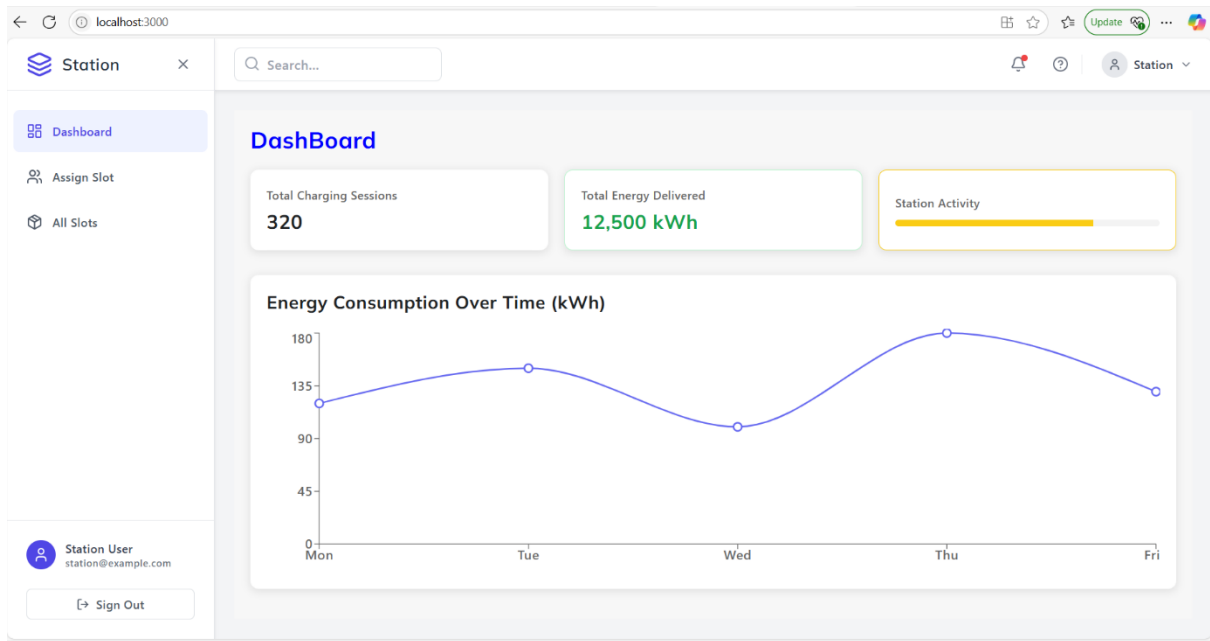 localhost:3000
Update
Station
Search...
Station
Dashboard
Assign Slot
All Slots
DashBoard
Total Charging Sessions
320
Total Energy Delivered
12,500 kWh
Station Activity
Energy Consumption Over Time (kWh)
180
135
90
45
0
Mon Tue Wed Thu Fri
Station User
station@example.com
Sign Out